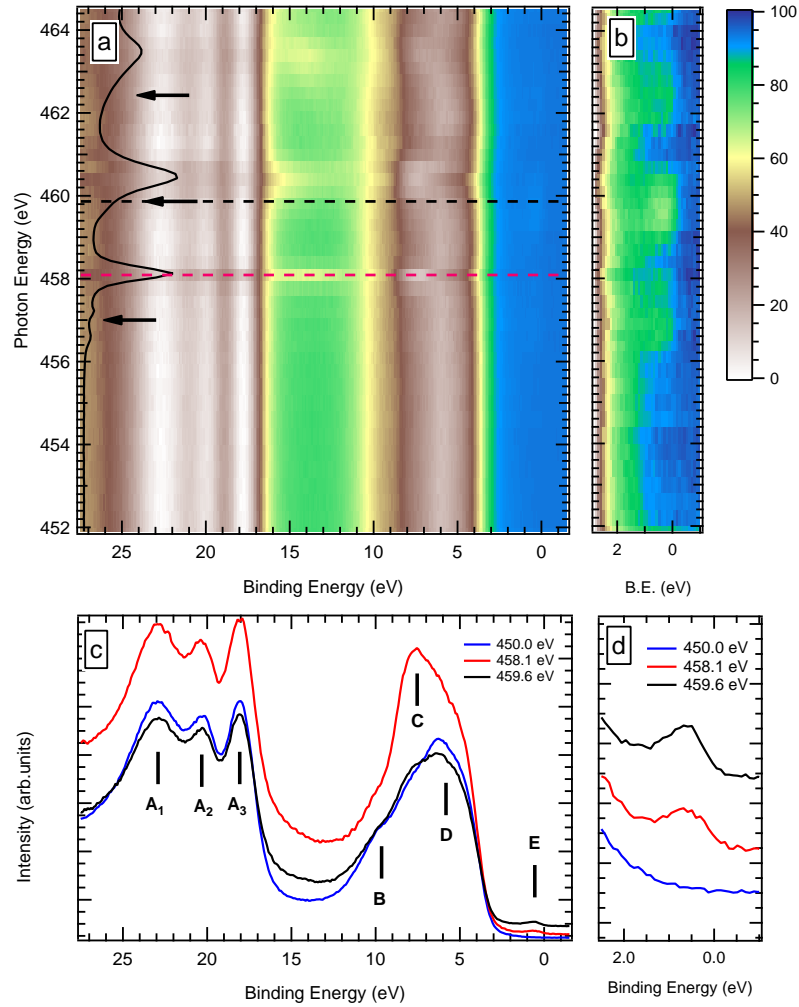 a
b
464
462
460
458
456
454
452
Photon Energy (eV)
25
20
15
10
5
0
Binding Energy (eV)
2
0
B.E. (eV)
100
80
60
40
20
0
c
450.0 eV
458.1 eV
459.6 eV
A1
A2
A3
B
C
D
E
Intensity (arb.units)
25
20
15
10
5
0
Binding Energy (eV)
d
450.0 eV
458.1 eV
459.6 eV
2.0
0.0
Binding Energy (eV)